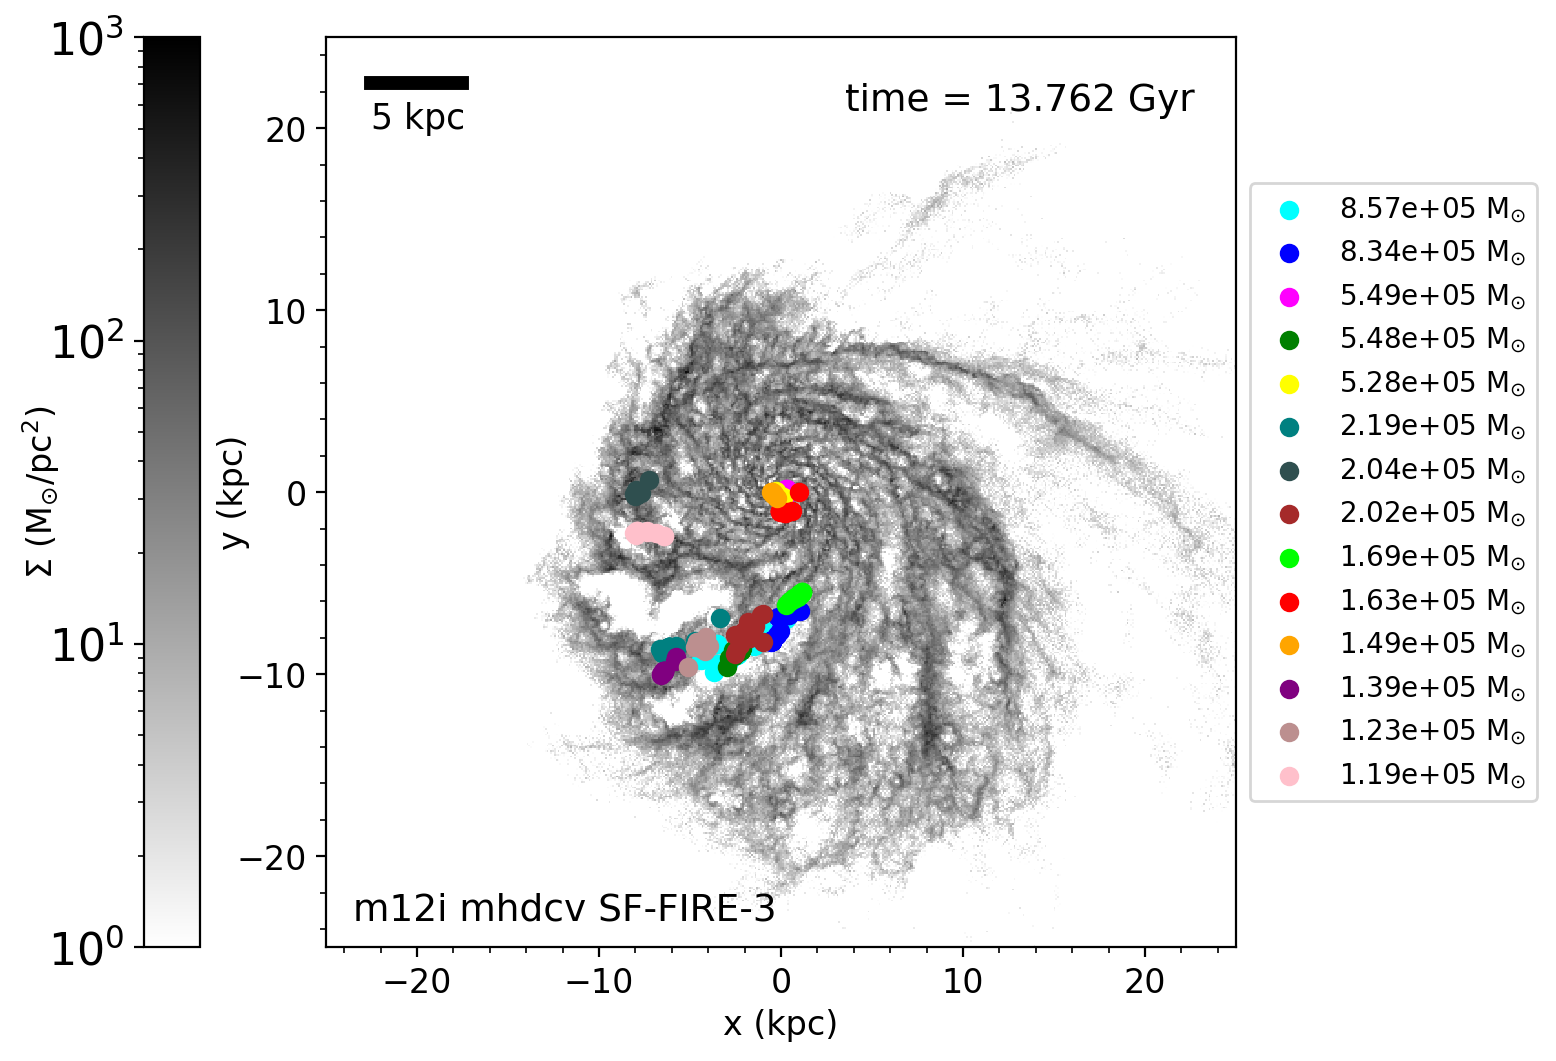 10³
10²
10¹
10⁰
Σ (M⊙/pc²)
20
10
0
−10
−20
y (kpc)
5 kpc
time = 13.762 Gyr
m12i mhdcv SF-FIRE-3
−20 −10 0 10 20
x (kpc)
8.57e+05 M⊙
8.34e+05 M⊙
5.49e+05 M⊙
5.48e+05 M⊙
5.28e+05 M⊙
2.19e+05 M⊙
2.04e+05 M⊙
2.02e+05 M⊙
1.69e+05 M⊙
1.63e+05 M⊙
1.49e+05 M⊙
1.39e+05 M⊙
1.23e+05 M⊙
1.19e+05 M⊙